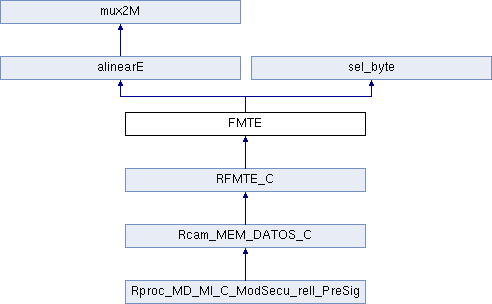 mux2M
alinearE
sel_byte
FMTE
RFMTE_C
Rcam_MEM_DATOS_C
Rproc_MD_MI_C_ModSecu_rell_PreSig